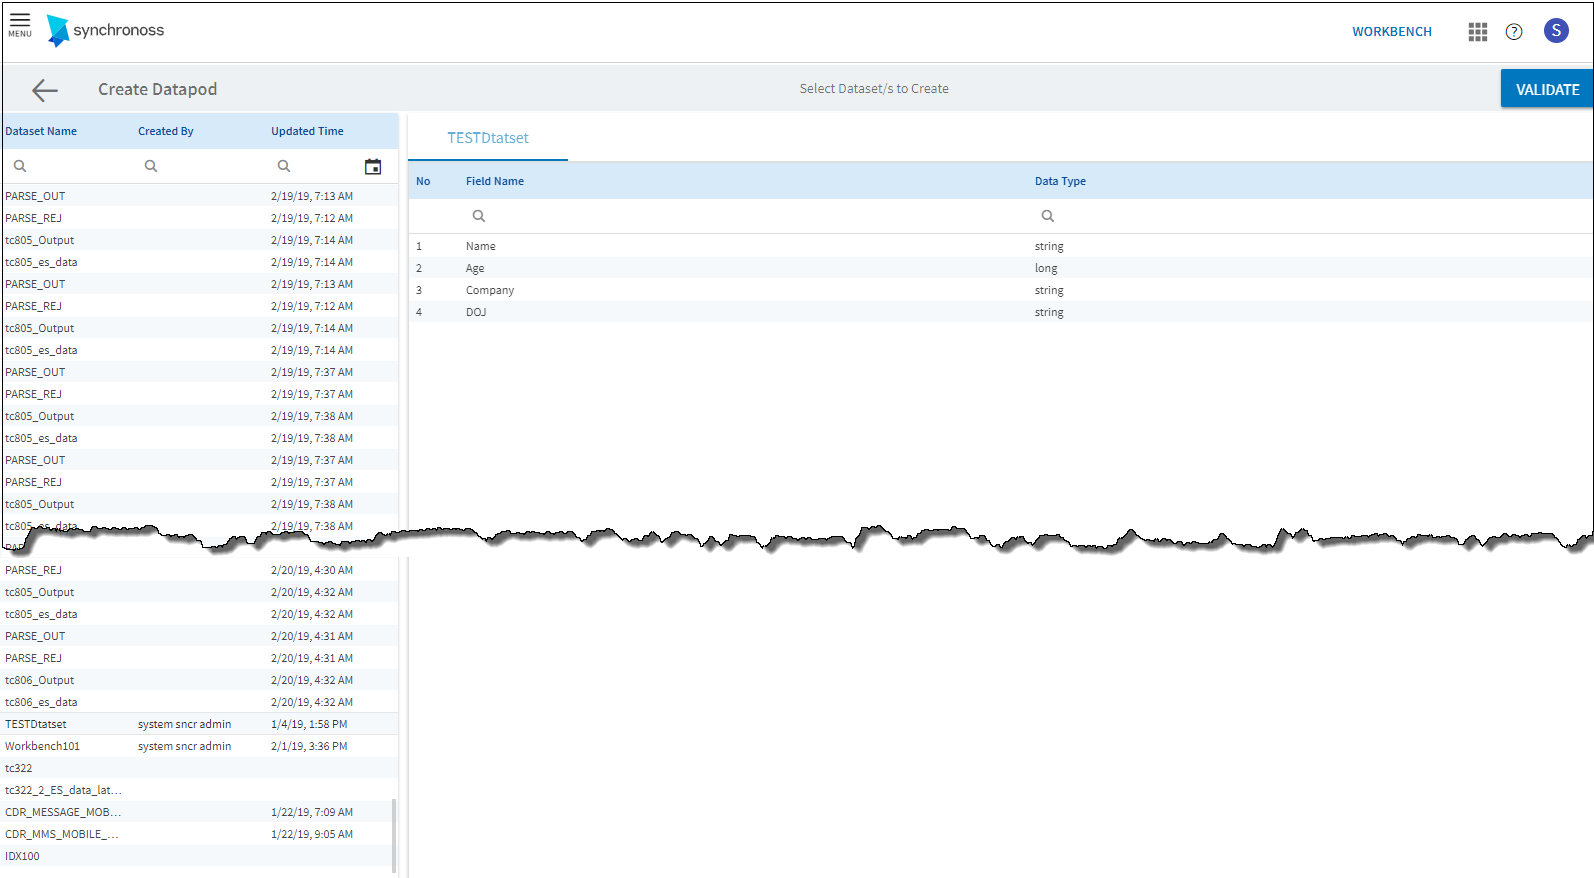 MENU synchronoss WORKBENCH ? S
Create Datapod Select Dataset/s to Create VALIDATE
Dataset Name Created By Updated Time
PARSE_OUT 2/19/19, 7:13 AM
PARSE_REJ 2/19/19, 7:12 AM
tc805_Output 2/19/19, 7:14 AM
tc805_es_data 2/19/19, 7:14 AM
PARSE_OUT 2/19/19, 7:13 AM
PARSE_REJ 2/19/19, 7:12 AM
tc805_Output 2/19/19, 7:14 AM
tc805_es_data 2/19/19, 7:14 AM
PARSE_OUT 2/19/19, 7:37 AM
PARSE_REJ 2/19/19, 7:37 AM
tc805_Output 2/19/19, 7:38 AM
tc805_es_data 2/19/19, 7:38 AM
PARSE_OUT 2/19/19, 7:37 AM
PARSE_REJ 2/19/19, 7:37 AM
tc805_Output 2/19/19, 7:38 AM
tc805_es_data 2/19/19, 7:38 AM
PARSE_REJ 2/20/19, 4:30 AM
tc805_Output 2/20/19, 4:32 AM
tc805_es_data 2/20/19, 4:32 AM
PARSE_OUT 2/20/19, 4:31 AM
PARSE_REJ 2/20/19, 4:31 AM
tc806_Output 2/20/19, 4:32 AM
tc806_es_data 2/20/19, 4:32 AM
TESTDtatset system sncr admin 1/4/19, 1:58 PM
Workbench101 system sncr admin 2/1/19, 3:36 PM
tc322
tc322_2_ES_data_lat...
CDR_MESSAGE_MOB... 1/22/19, 7:09 AM
CDR_MMS_MOBILE_... 1/22/19, 9:05 AM
IDX100
TESTDtatset
No Field Name Data Type
1 Name string
2 Age long
3 Company string
4 DOJ string